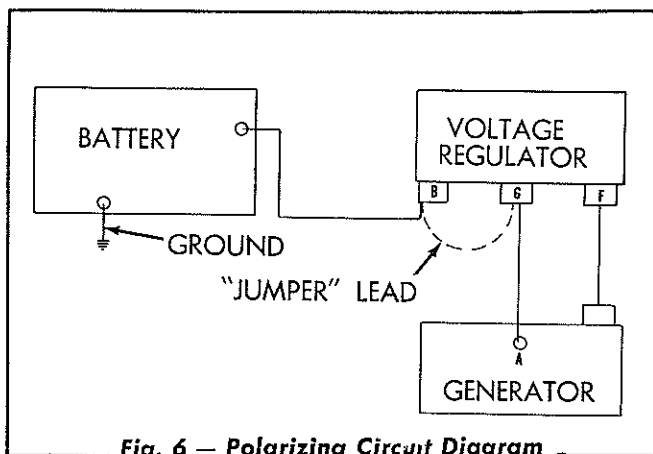 BATTERY
VOLTAGE
REGULATOR
B
G
F
GROUND
"JUMPER" LEAD
A
GENERATOR
Fig. 6 — Polarizing Circuit Diagram